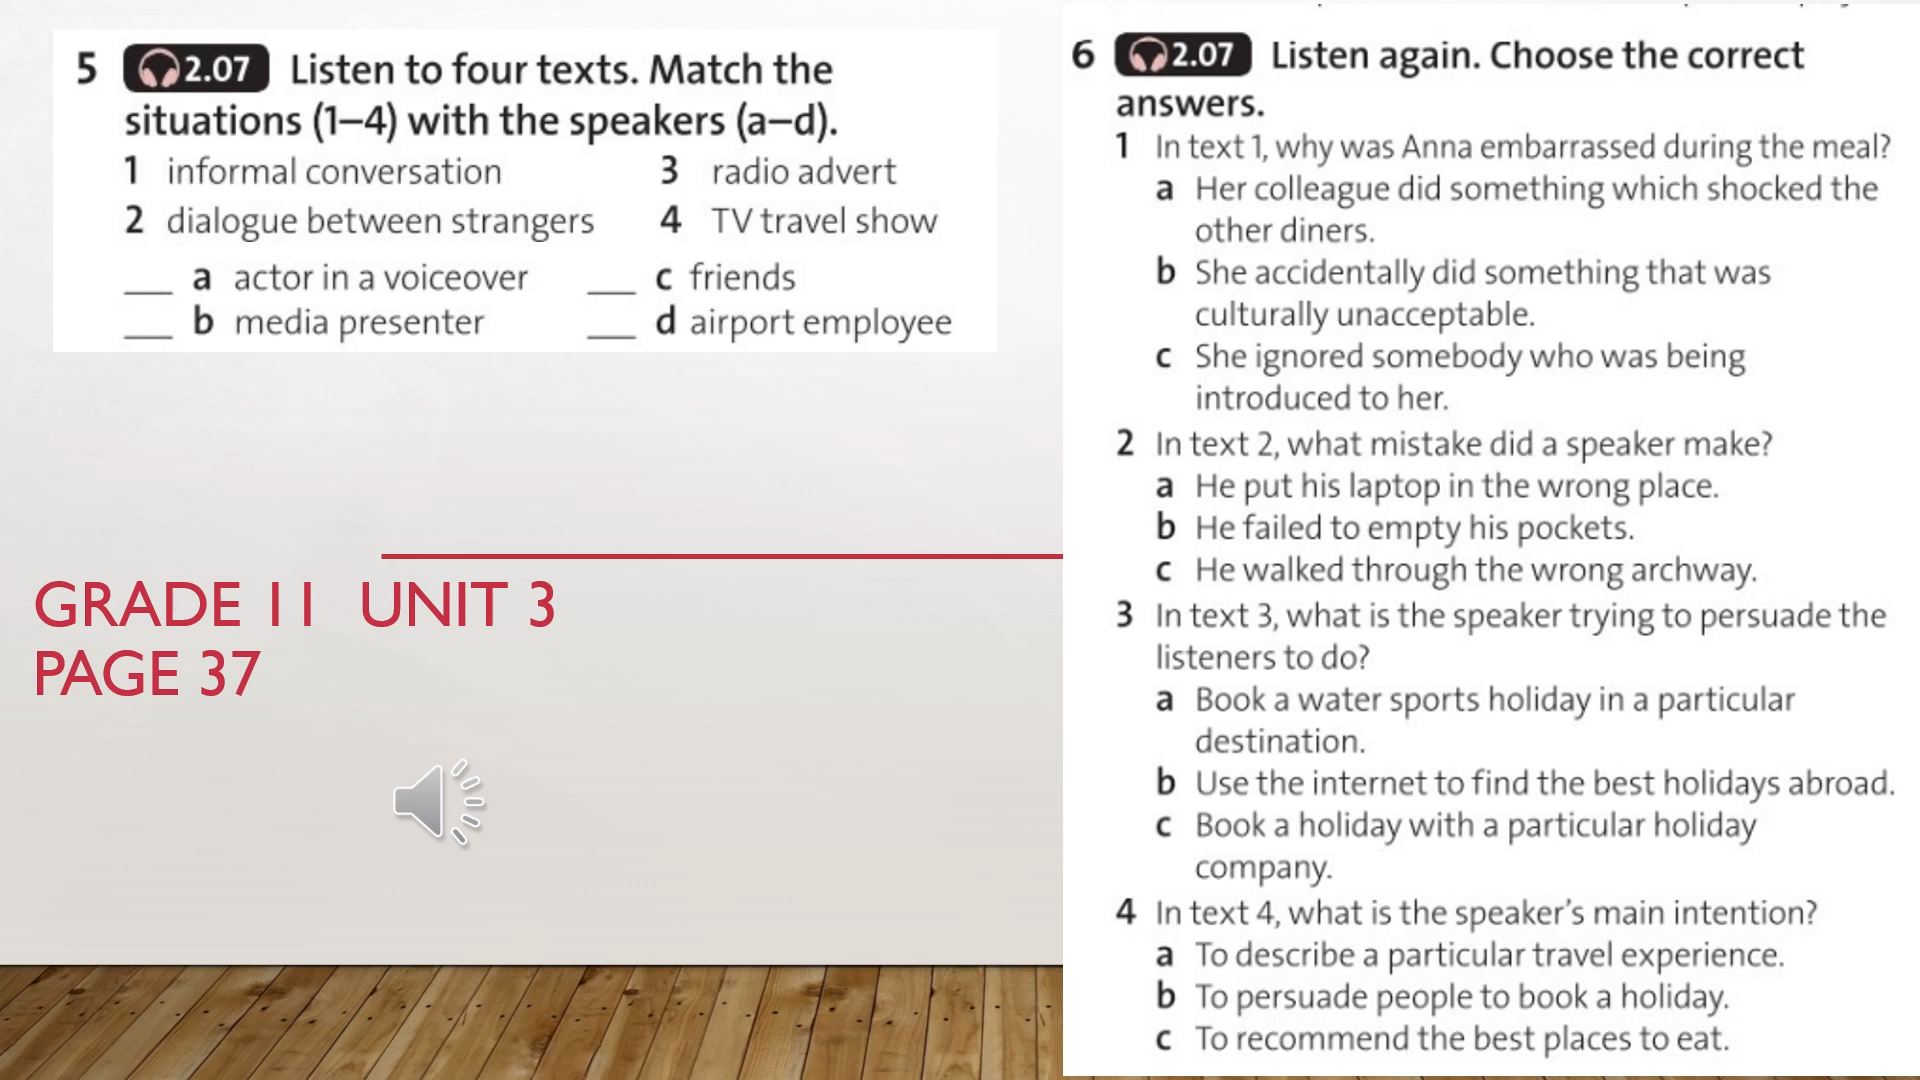 5 2.07 Listen to four texts. Match the
situations (1–4) with the speakers (a–d).
1 informal conversation
2 dialogue between strangers
3 radio advert
4 TV travel show
___ a actor in a voiceover
___ b media presenter
___ c friends
___ d airport employee
GRADE 11 UNIT 3
PAGE 37
6 2.07 Listen again. Choose the correct
answers.
1 In text 1, why was Anna embarrassed during the meal?
a Her colleague did something which shocked the
other diners.
b She accidentally did something that was
culturally unacceptable.
c She ignored somebody who was being
introduced to her.
2 In text 2, what mistake did a speaker make?
a He put his laptop in the wrong place.
b He failed to empty his pockets.
c He walked through the wrong archway.
3 In text 3, what is the speaker trying to persuade the
listeners to do?
a Book a water sports holiday in a particular
destination.
b Use the internet to find the best holidays abroad.
c Book a holiday with a particular holiday
company.
4 In text 4, what is the speaker's main intention?
a To describe a particular travel experience.
b To persuade people to book a holiday.
c To recommend the best places to eat.